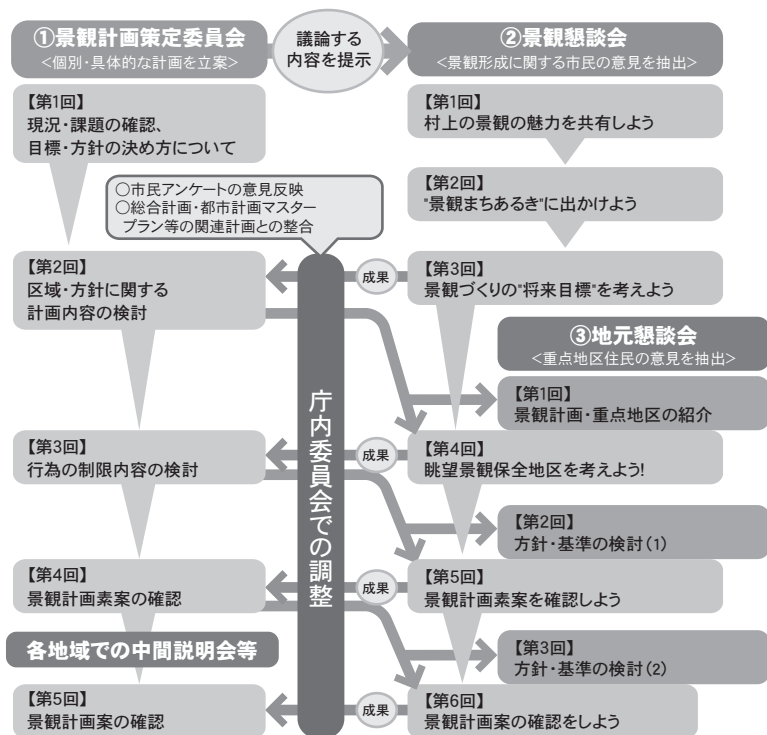 ①景観計画策定委員会
<個別・具体的な計画を立案>
議論する
内容を提示
②景観懇談会
<景観形成に関する市民の意見を抽出>
【第1回】
現況・課題の確認、
目標・方針の決め方について
【第1回】
村上の景観の魅力を共有しよう
○市民アンケートの意見反映
○総合計画・都市計画マスター
プラン等の関連計画との整合
【第2回】
"景観まちあるき"に出かけよう
【第2回】
区域・方針に関する
計画内容の検討
成果
【第3回】
景観づくりの"将来目標"を考えよう
③地元懇談会
<重点地区住民の意見を抽出>
【第1回】
景観計画・重点地区の紹介
庁内委員会での調整
【第3回】
行為の制限内容の検討
成果
【第4回】
眺望景観保全地区を考えよう!
【第2回】
方針・基準の検討(1)
【第4回】
景観計画素案の確認
成果
【第5回】
景観計画素案を確認しよう
各地域での中間説明会等
【第3回】
方針・基準の検討(2)
【第5回】
景観計画案の確認
成果
【第6回】
景観計画案の確認をしよう